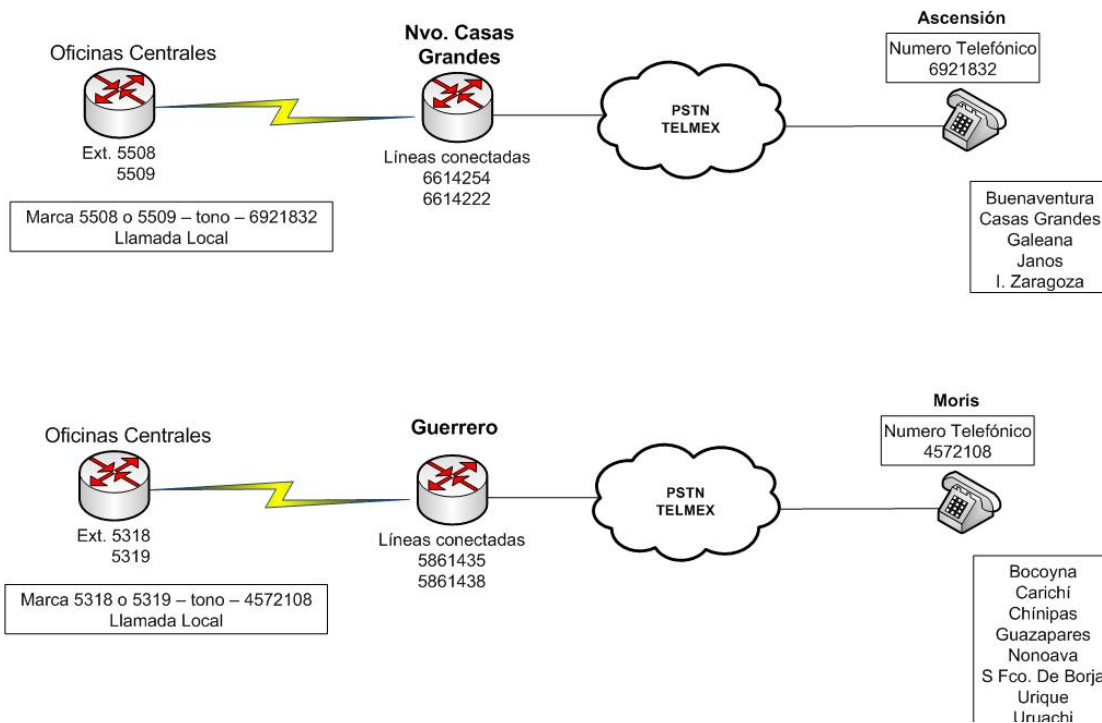 Oficinas Centrales
Ext. 5508
5509
Marca 5508 o 5509 – tono – 6921832
Llamada Local
Nvo. Casas
Grandes
Líneas conectadas
6614254
6614222
PSTN
TELMEX
Ascensión
Numero Telefónico
6921832
Buenaventura
Casas Grandes
Galeana
Janos
I. Zaragoza
Oficinas Centrales
Ext. 5318
5319
Marca 5318 o 5319 – tono – 4572108
Llamada Local
Guerrero
Líneas conectadas
5861435
5861438
PSTN
TELMEX
Moris
Numero Telefónico
4572108
Bocoyna
Carichí
Chínipas
Guazapares
Nonoava
S Fco. De Borja
Urique
Uruachi